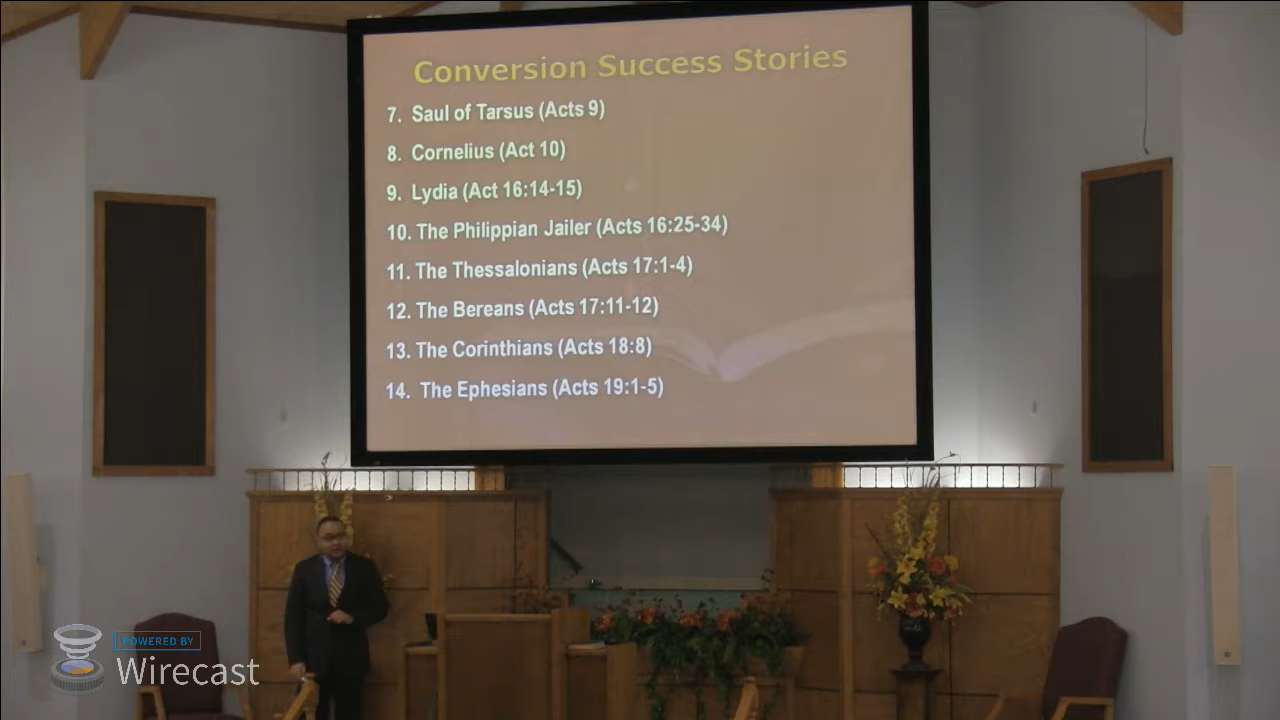 Conversion Success Stories
7. Saul of Tarsus (Acts 9)
8. Cornelius (Act 10)
9. Lydia (Act 16:14-15)
10. The Philippian Jailer (Acts 16:25-34)
11. The Thessalonians (Acts 17:1-4)
12. The Bereans (Acts 17:11-12)
13. The Corinthians (Acts 18:8)
14. The Ephesians (Acts 19:1-5)
POWERED BY
Wirecast